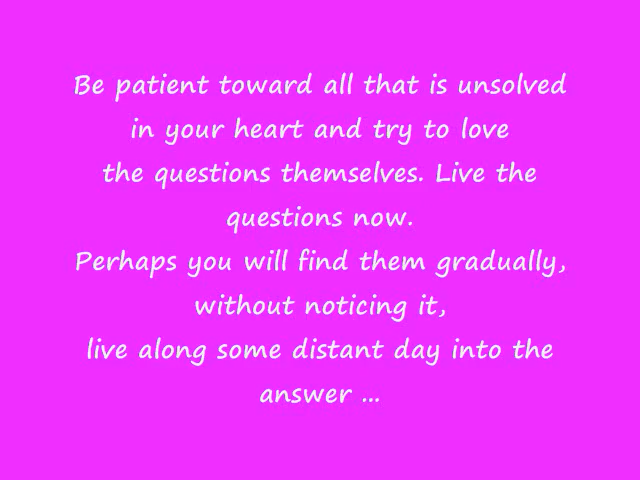 Be patient toward all that is unsolved
in your heart and try to love
the questions themselves. Live the
questions now.
Perhaps you will find them gradually,
without noticing it,
live along some distant day into the
answer ...